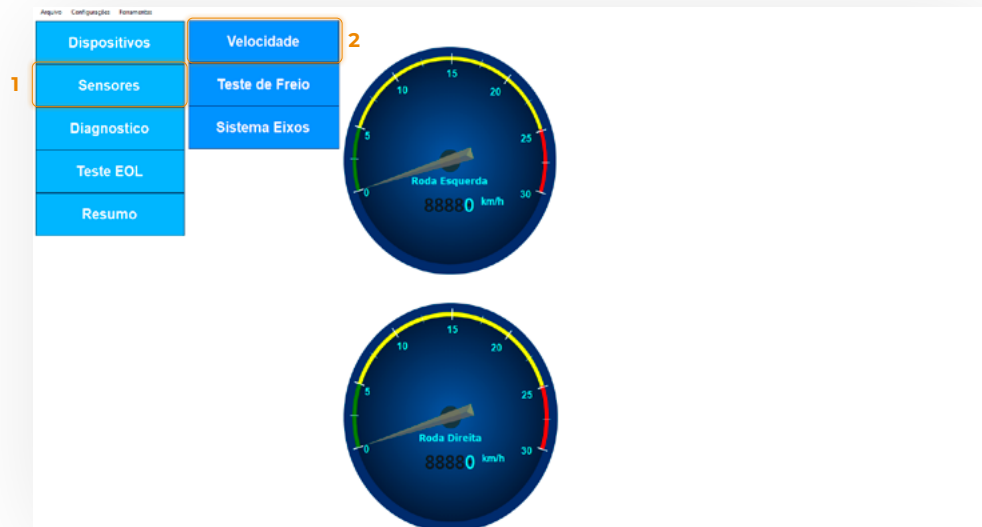 Arquivo Configurações Ferramentas
Dispositivos
Velocidade
2
1
Sensores
Teste de Freio
Diagnostico
Sistema Eixos
Teste EOL
Resumo
15
10
20
5
25
0
30
Roda Esquerda
88880 km/h
15
10
20
5
25
0
30
Roda Direita
88880 km/h